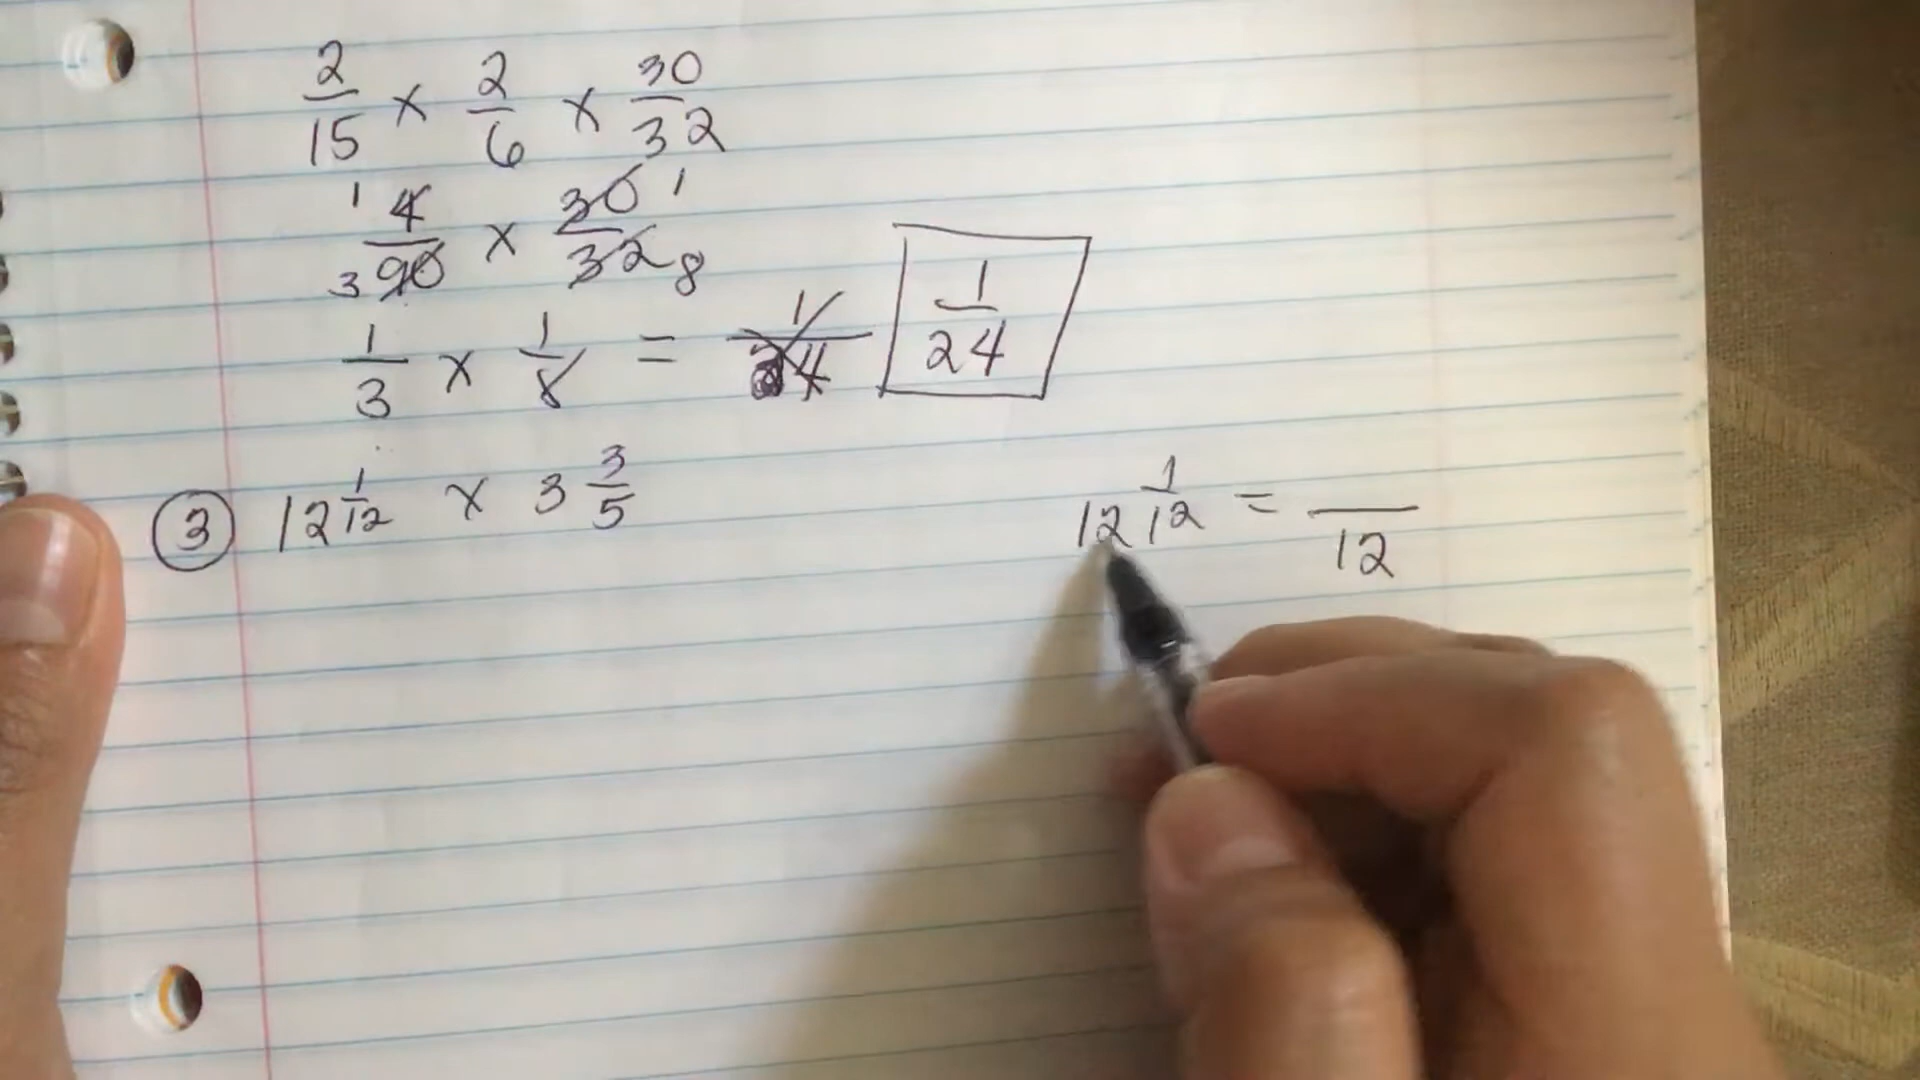 2/15 x 2/6 x 30/32
1 4/90 3 x 30/32 1 8
1/3 x 1/8 = 1/24 1/24
3 12 1/12 x 3 3/5
12 1/12 = /12